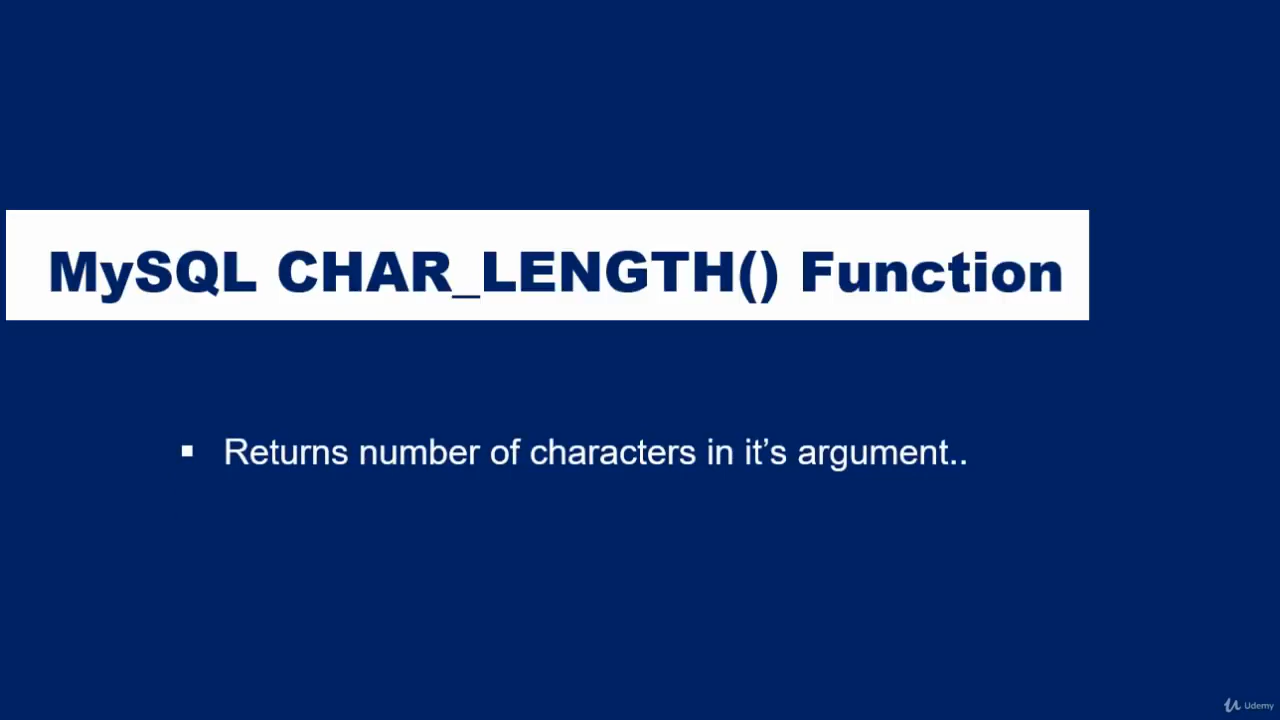 MySQL CHAR_LENGTH() Function
▪ Returns number of characters in it’s argument..
Udemy